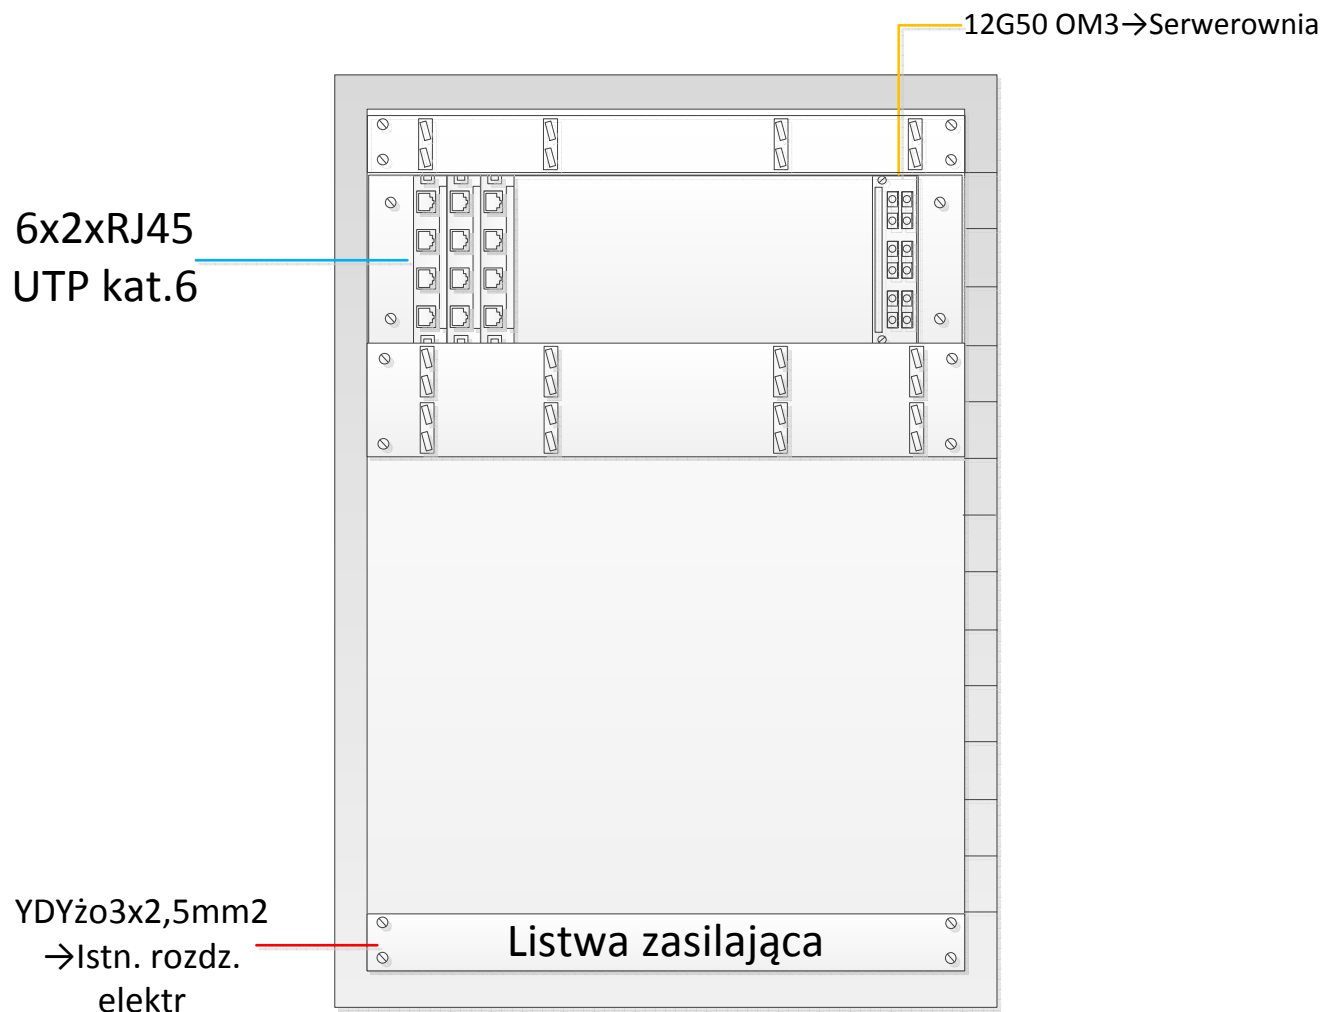 12G50 OM3→Serwerownia
6x2xRJ45
UTP kat.6
YDYżo3x2,5mm2
→Istn. rozdz.
elektr
Listwa zasilająca